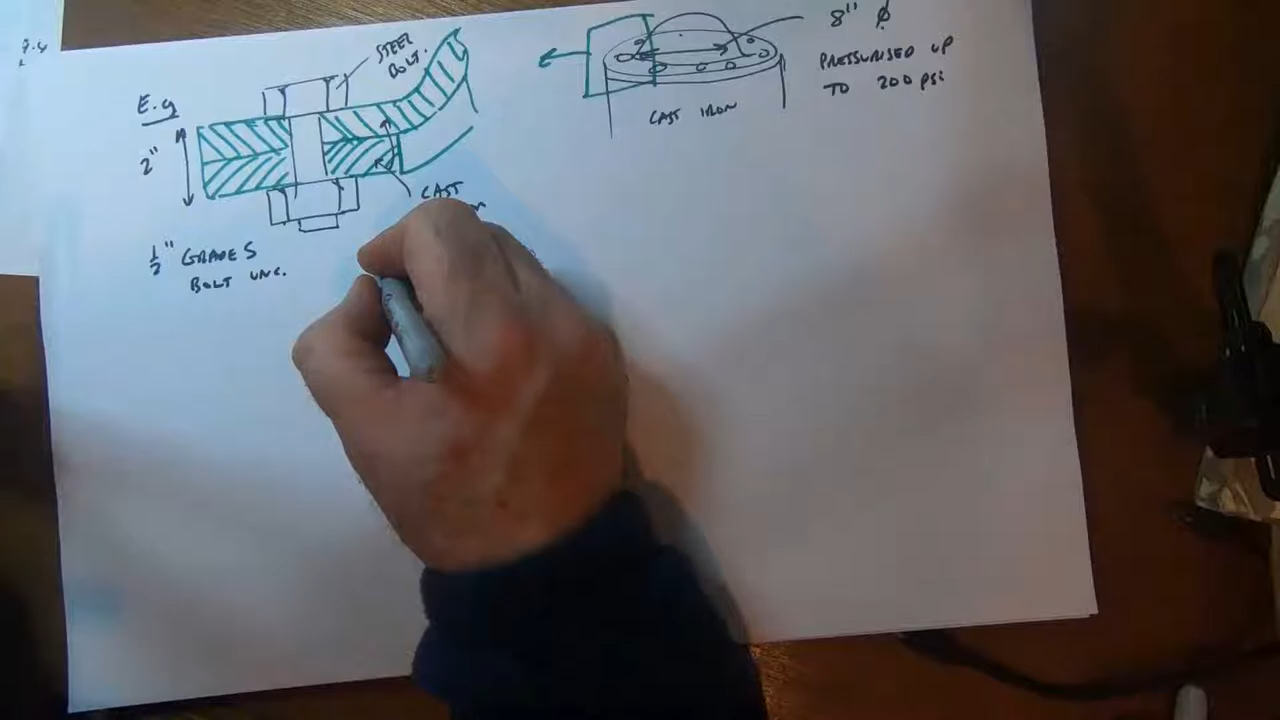 E.g
STEEL
BOLT.
2"
CAST
1/2" GRADE 5
BOLT UNC.
8" ø
PRESSURISED UP
TO 200 psi
CAST IRON